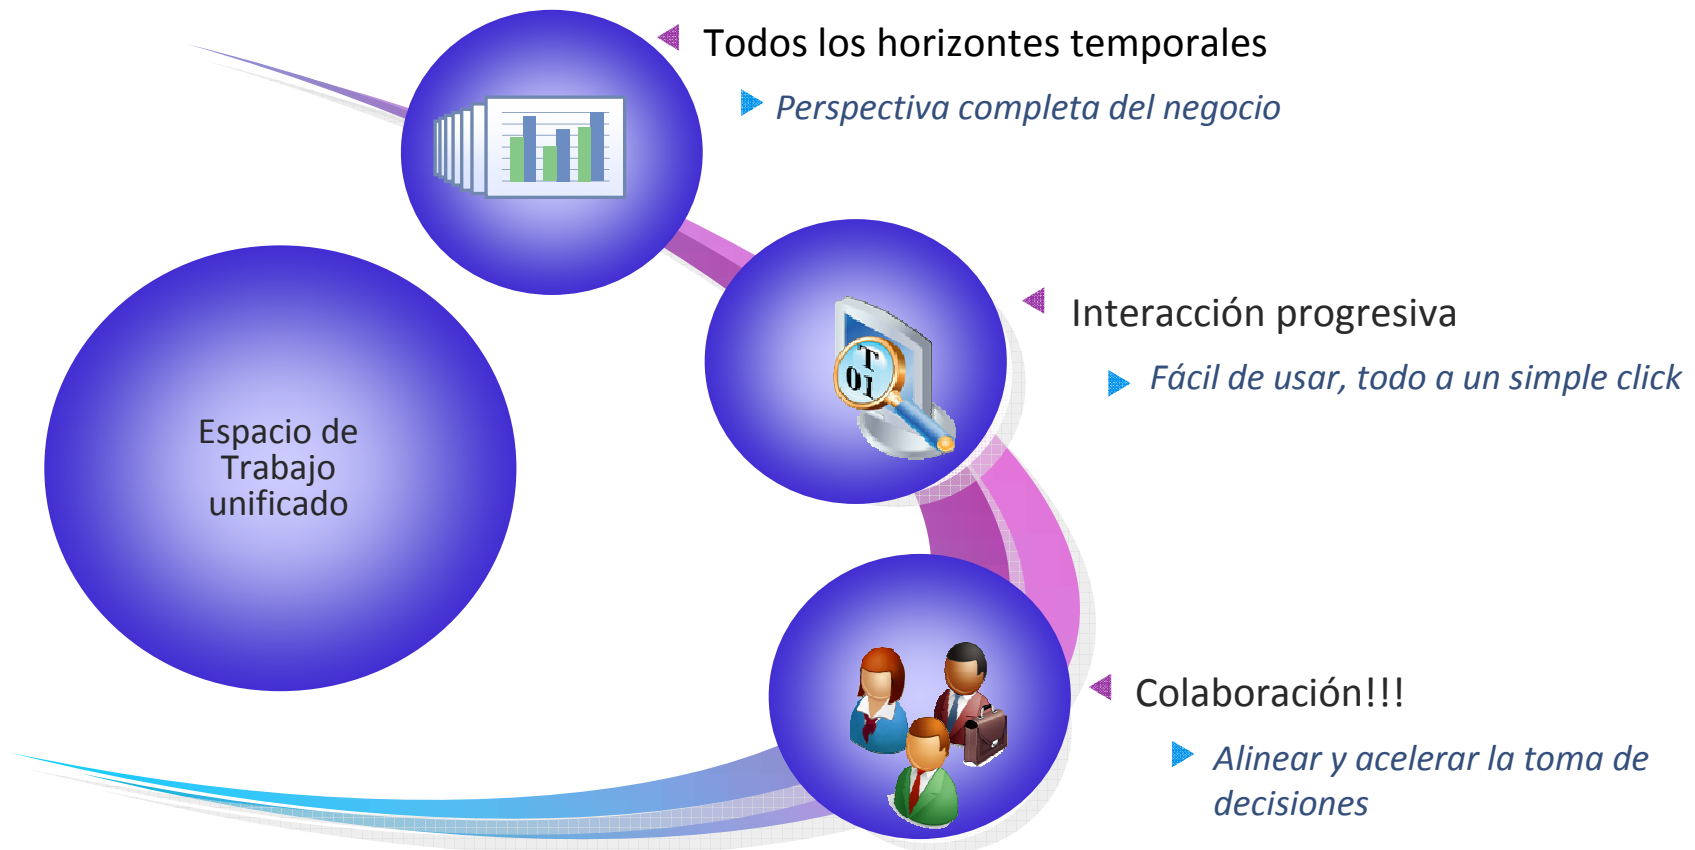 Todos los horizontes temporales
Perspectiva completa del negocio
Interacción progresiva
Fácil de usar, todo a un simple click
T
01
Espacio de
Trabajo
unificado
Colaboración!!!
Alinear y acelerar la toma de
decisiones